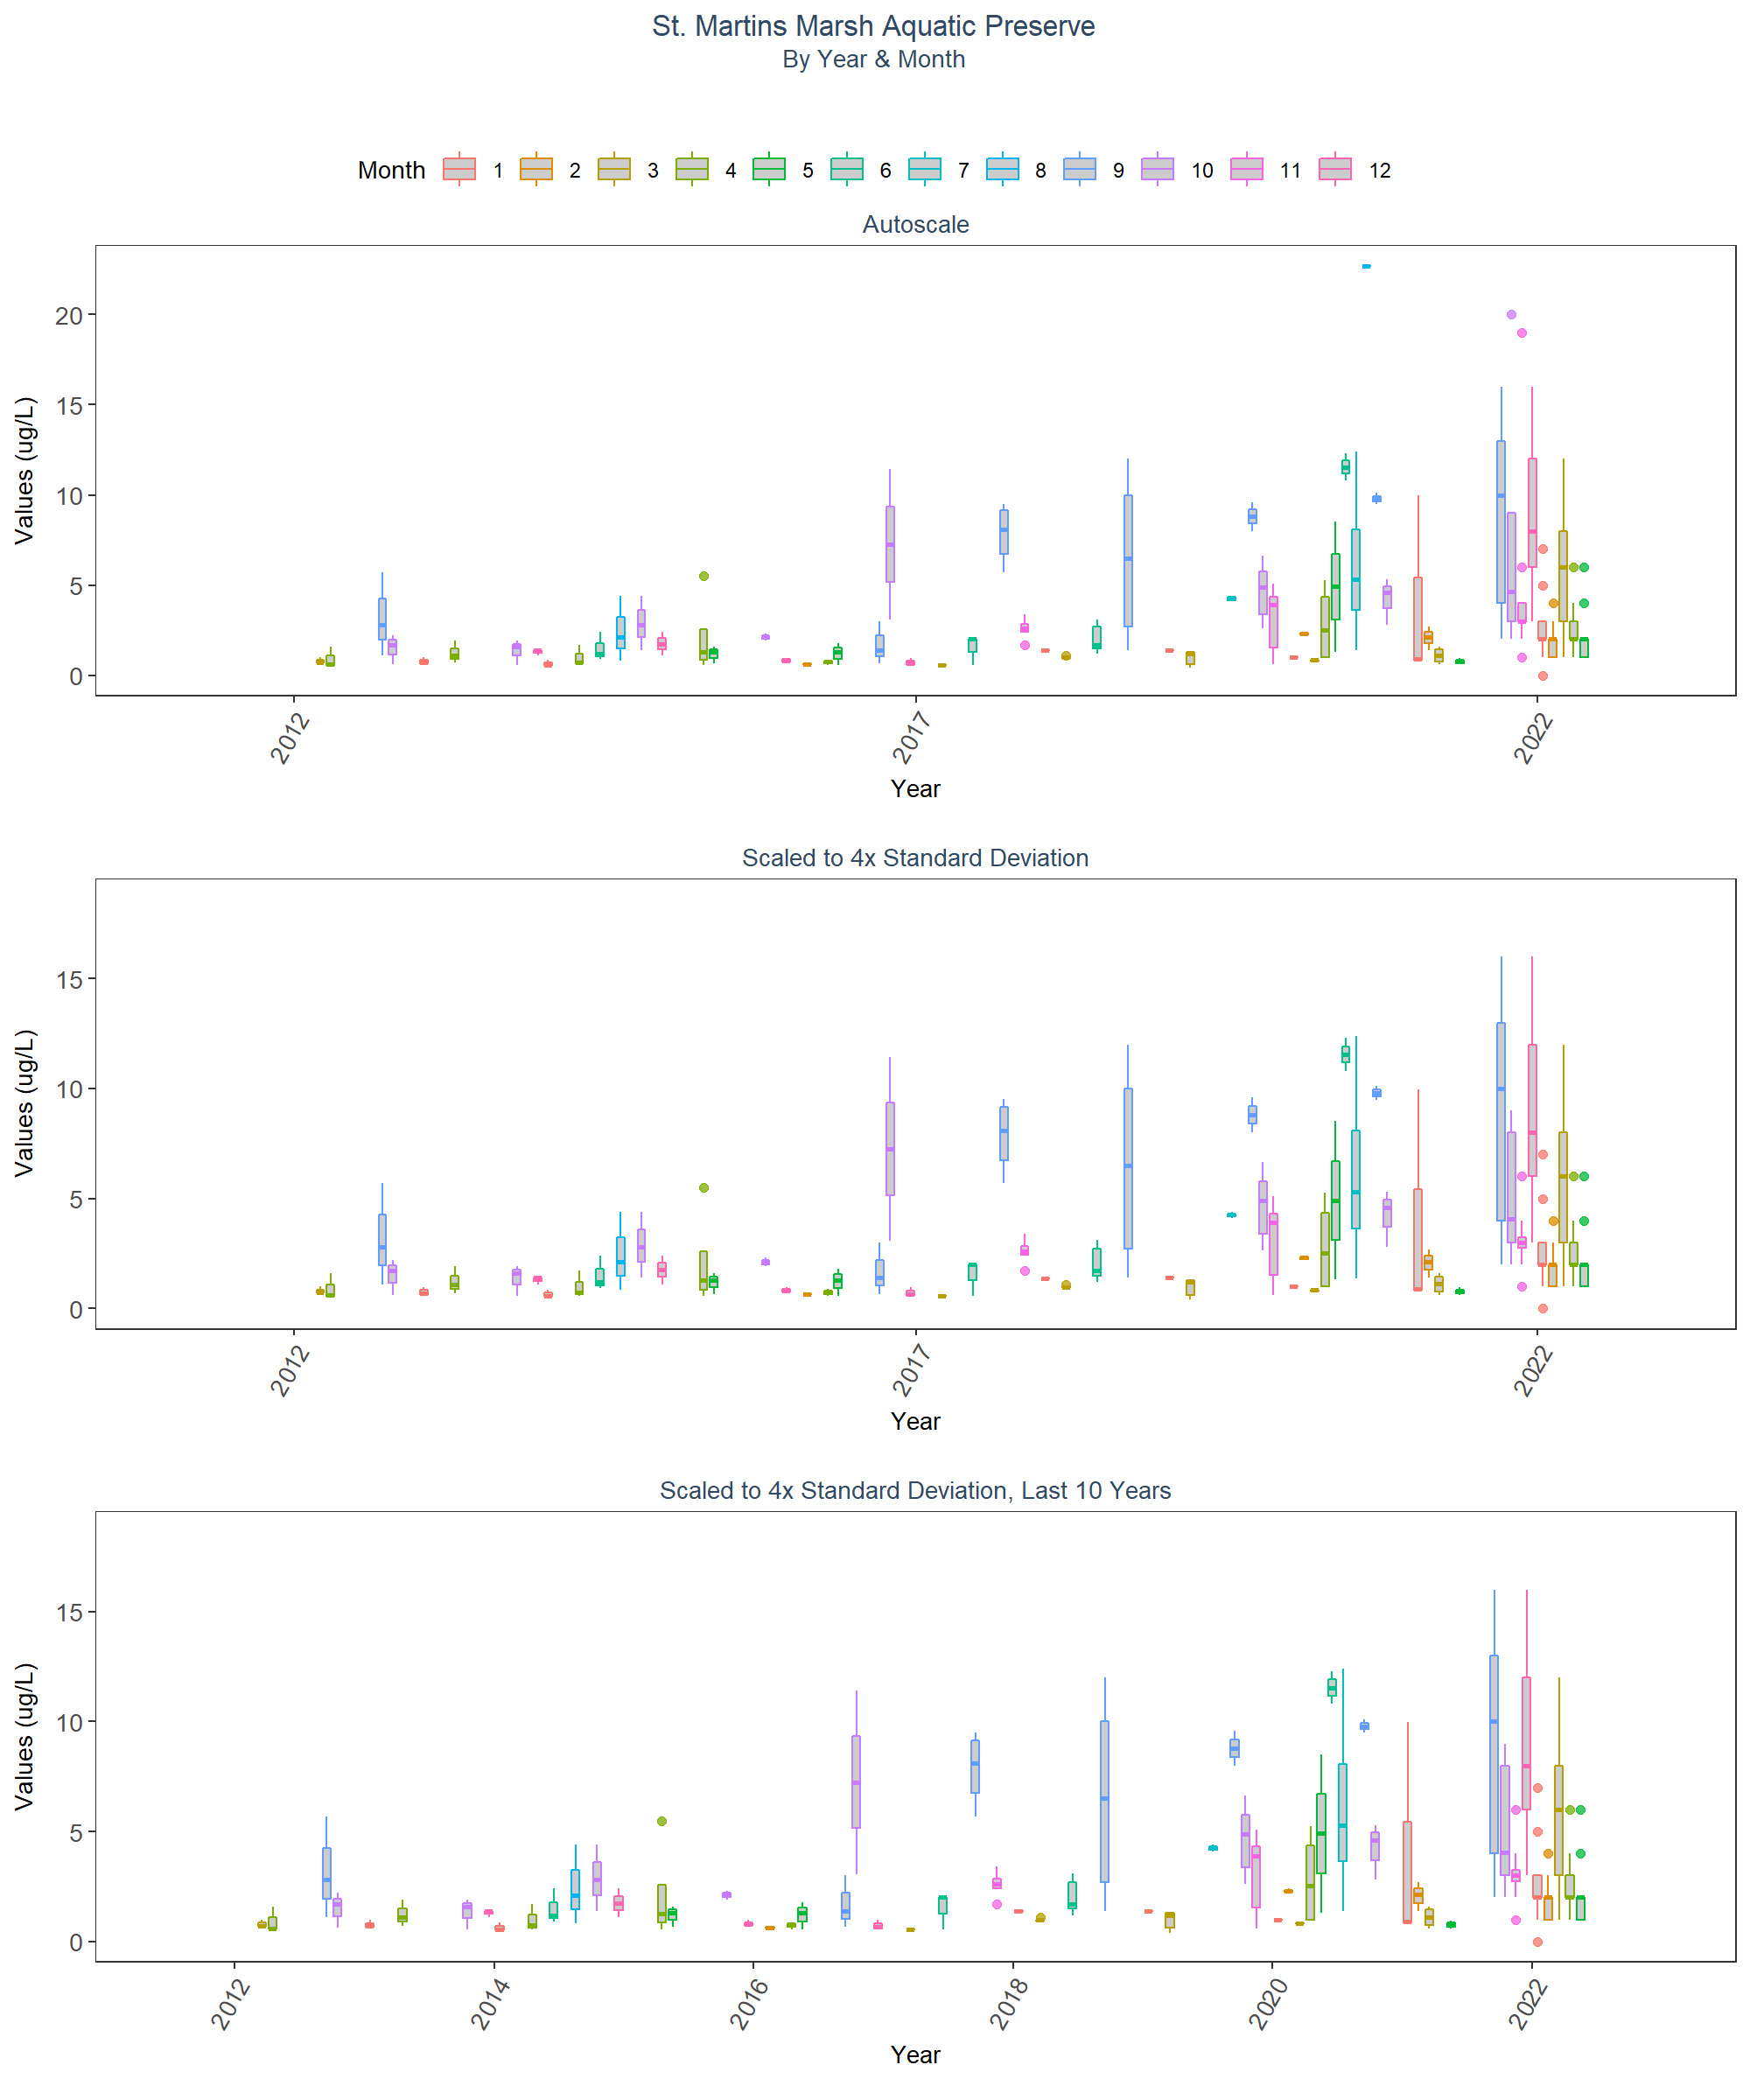 St. Martins Marsh Aquatic Preserve
By Year & Month
Month 1 2 3 4 5 6 7 8 9 10 11 12
Autoscale
Values (ug/L)
20
15
10
5
0
2012 2017 2022
Year
Scaled to 4x Standard Deviation
Values (ug/L)
15
10
5
0
2012 2017 2022
Year
Scaled to 4x Standard Deviation, Last 10 Years
Values (ug/L)
15
10
5
0
2012 2014 2016 2018 2020 2022
Year